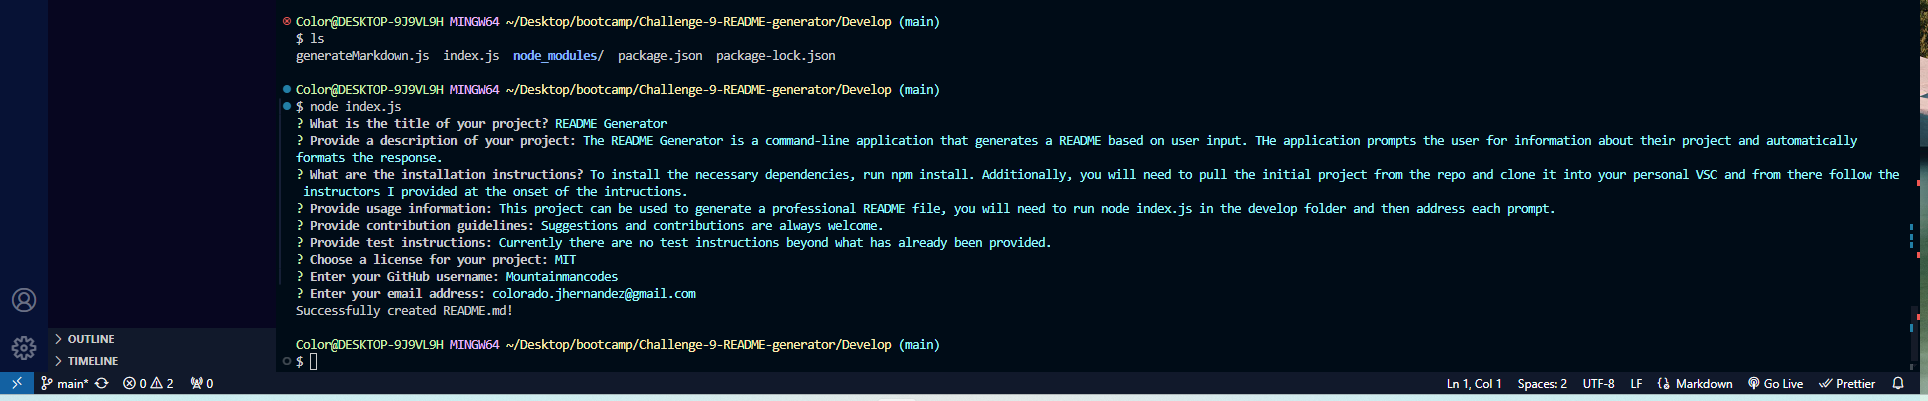 Color@DESKTOP-9J9VL9H MINGW64 ~/Desktop/bootcamp/Challenge-9-README-generator/Develop (main)
$ ls
generateMarkdown.js  index.js  node_modules/  package.json  package-lock.json
Color@DESKTOP-9J9VL9H MINGW64 ~/Desktop/bootcamp/Challenge-9-README-generator/Develop (main)
$ node index.js
? What is the title of your project? README Generator
? Provide a description of your project: The README Generator is a command-line application that generates a README based on user input. THe application prompts the user for information about their project and automatically
formats the response.
? What are the installation instructions? To install the necessary dependencies, run npm install. Additionally, you will need to pull the initial project from the repo and clone it into your personal VSC and from there follow the
instructors I provided at the onset of the intructions.
? Provide usage information: This project can be used to generate a professional README file, you will need to run node index.js in the develop folder and then address each prompt.
? Provide contribution guidelines: Suggestions and contributions are always welcome.
? Provide test instructions: Currently there are no test instructions beyond what has already been provided.
? Choose a license for your project: MIT
? Enter your GitHub username: Mountainmancodes
? Enter your email address: colorado.jhernandez@gmail.com
Successfully created README.md!
Color@DESKTOP-9J9VL9H MINGW64 ~/Desktop/bootcamp/Challenge-9-README-generator/Develop (main)
$
OUTLINE
TIMELINE
main* 0 2 0 Ln 1, Col 1 Spaces: 2 UTF-8 LF Markdown Go Live Prettier